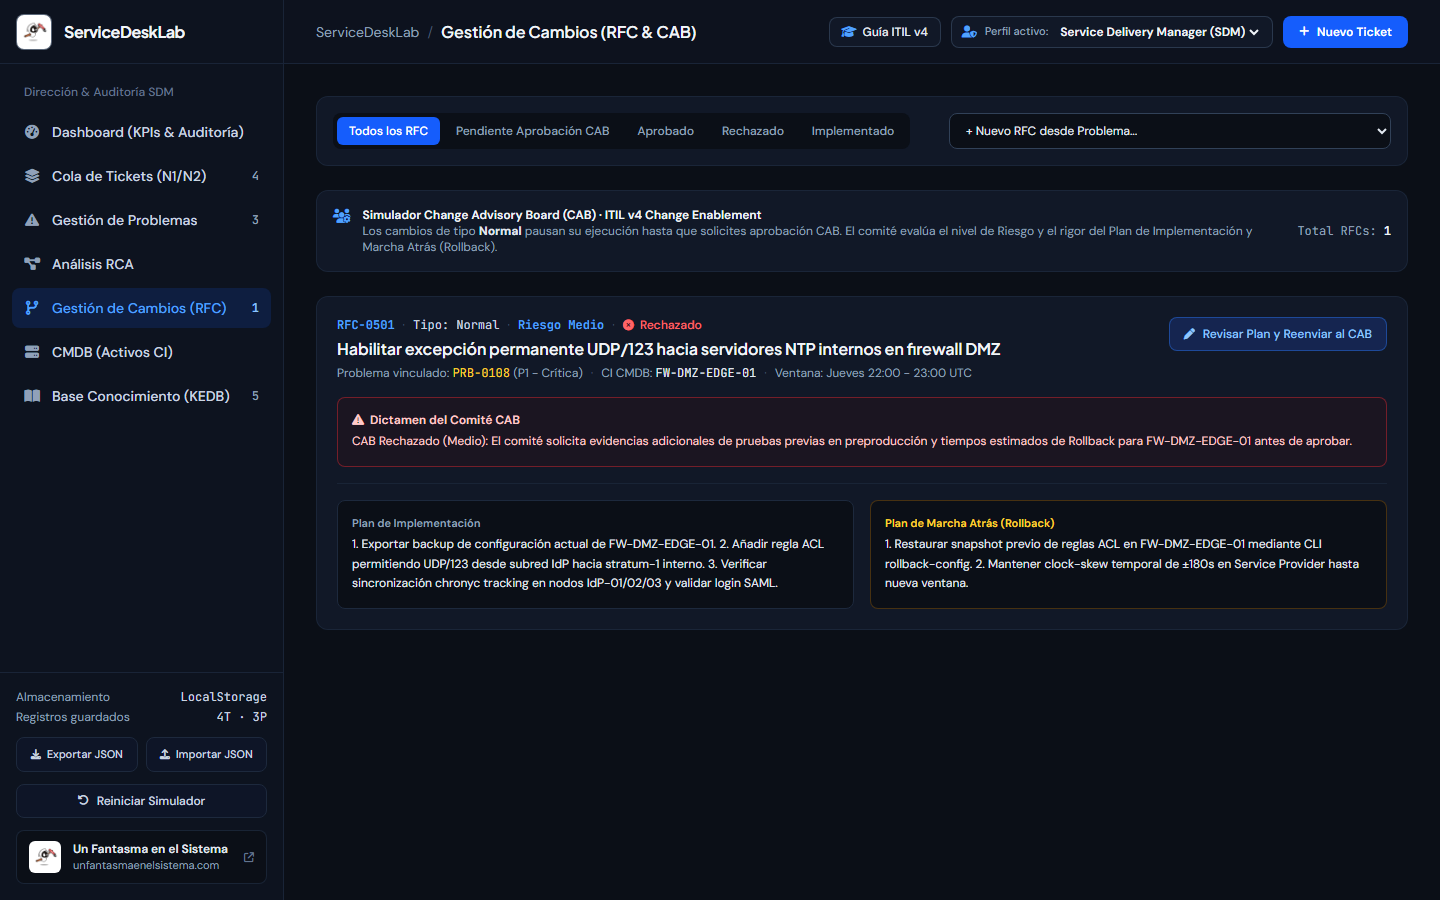 ServiceDeskLab
ServiceDeskLab / Gestión de Cambios (RFC & CAB)
Guía ITIL v4
Perfil activo: Service Delivery Manager (SDM)
+ Nuevo Ticket
Dirección & Auditoría SDM
Dashboard (KPIs & Auditoría)
Cola de Tickets (N1/N2) 4
Gestión de Problemas 3
Análisis RCA
Gestión de Cambios (RFC) 1
CMDB (Activos CI)
Base Conocimiento (KEDB) 5
Almacenamiento LocalStorage
Registros guardados 4T · 3P
Exportar JSON
Importar JSON
Reiniciar Simulador
Un Fantasma en el Sistema
unfantasmaenelsistema.com
Todos los RFC
Pendiente Aprobación CAB
Aprobado
Rechazado
Implementado
+ Nuevo RFC desde Problema...
Simulador Change Advisory Board (CAB) · ITIL v4 Change Enablement
Los cambios de tipo Normal pausan su ejecución hasta que solicites aprobación CAB. El comité evalúa el nivel de Riesgo y el rigor del Plan de Implementación y
Marcha Atrás (Rollback).
Total RFCs: 1
RFC-0501 · Tipo: Normal · Riesgo Medio · Rechazado
Habilitar excepción permanente UDP/123 hacia servidores NTP internos en firewall DMZ
Problema vinculado: PRB-0108 (P1 - Crítica) · CI CMDB: FW-DMZ-EDGE-01 · Ventana: Jueves 22:00 - 23:00 UTC
Revisar Plan y Reenviar al CAB
Dictamen del Comité CAB
CAB Rechazado (Medio): El comité solicita evidencias adicionales de pruebas previas en preproducción y tiempos estimados de Rollback para FW-DMZ-EDGE-01 antes de aprobar.
Plan de Implementación
1. Exportar backup de configuración actual de FW-DMZ-EDGE-01. 2. Añadir regla ACL
permitiendo UDP/123 desde subred IdP hacia stratum-1 interno. 3. Verificar
sincronización chronyc tracking en nodos IdP-01/02/03 y validar login SAML.
Plan de Marcha Atrás (Rollback)
1. Restaurar snapshot previo de reglas ACL en FW-DMZ-EDGE-01 mediante CLI
rollback-config. 2. Mantener clock-skew temporal de ±180s en Service Provider hasta
nueva ventana.